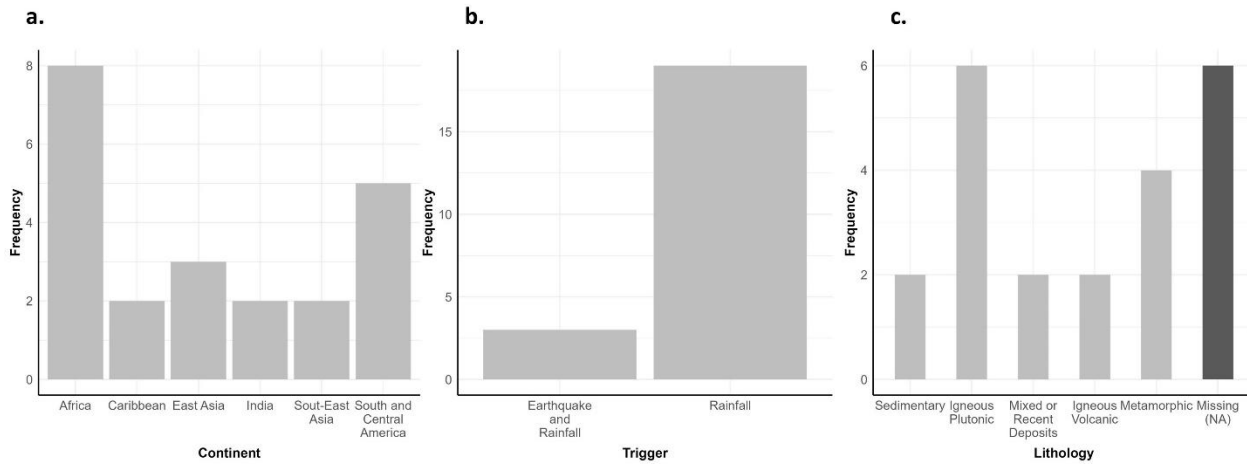 a.
Frequency
8
6
4
2
0
Africa
Caribbean
East Asia
India
Sout-East
Asia
South and
Central
America
Continent
b.
Frequency
15
10
5
0
Earthquake
and
Rainfall
Rainfall
Trigger
c.
Frequency
6
4
2
0
Sedimentary
Igneous
Plutonic
Mixed or
Recent
Deposits
Igneous
Volcanic
Metamorphic
Missing
(NA)
Lithology